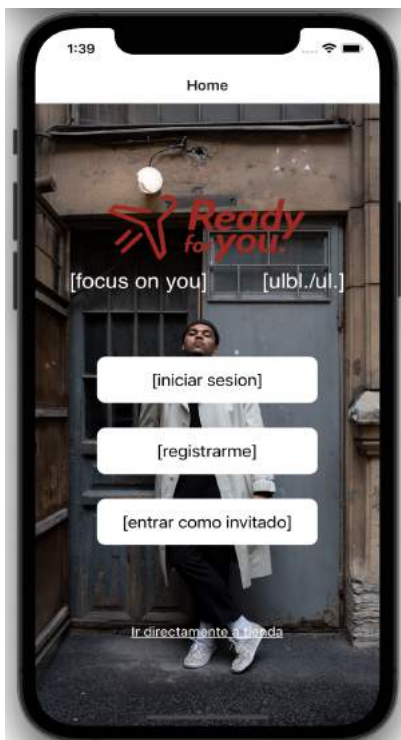 1:39
Home
Ready
for you.
[focus on you] [ulbl./ul.]
[iniciar sesion]
[registrarme]
[entrar como invitado]
Ir directamente a tienda